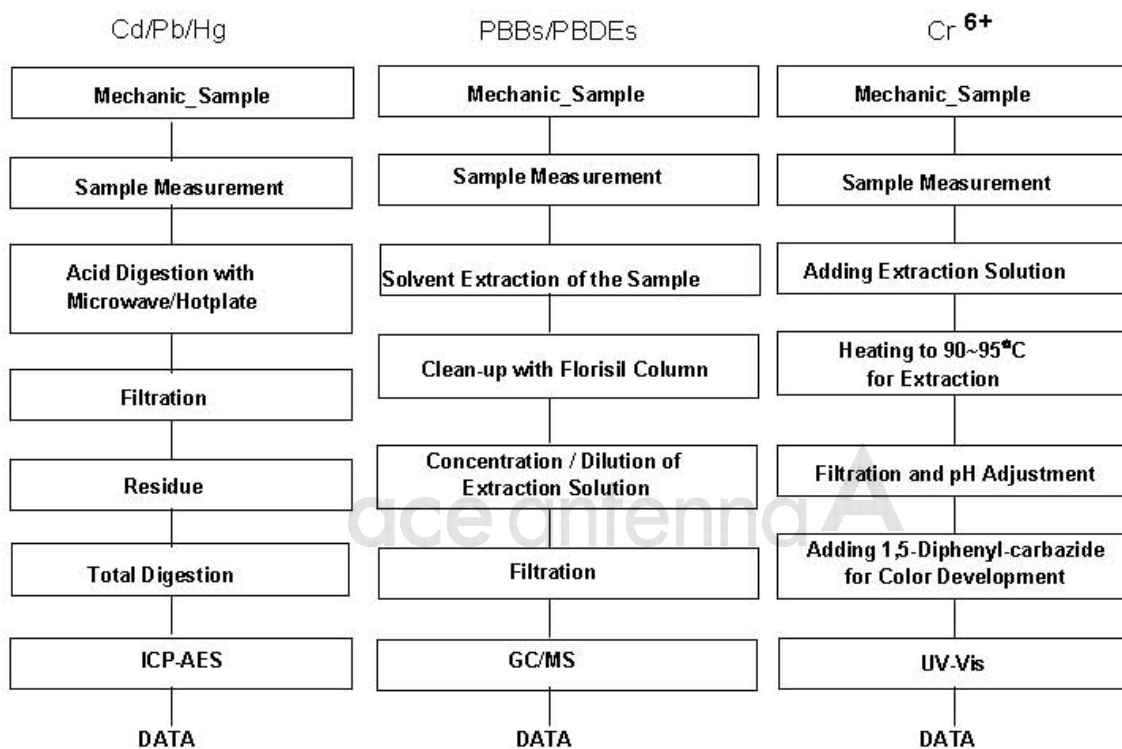 Cd/Pb/Hg
Mechanic_Sample
Sample Measurement
Acid Digestion with
Microwave/Hotplate
Filtration
Residue
Total Digestion
ICP-AES
DATA
PBBs/PBDEs
Mechanic_Sample
Sample Measurement
Solvent Extraction of the Sample
Clean-up with Florisil Column
Concentration / Dilution of
Extraction Solution
Filtration
GC/MS
DATA
Cr 6+
Mechanic_Sample
Sample Measurement
Adding Extraction Solution
Heating to 90~95°C
for Extraction
Filtration and pH Adjustment
Adding 1,5-Diphenyl-carbazide
for Color Development
UV-Vis
DATA
ace antenna A